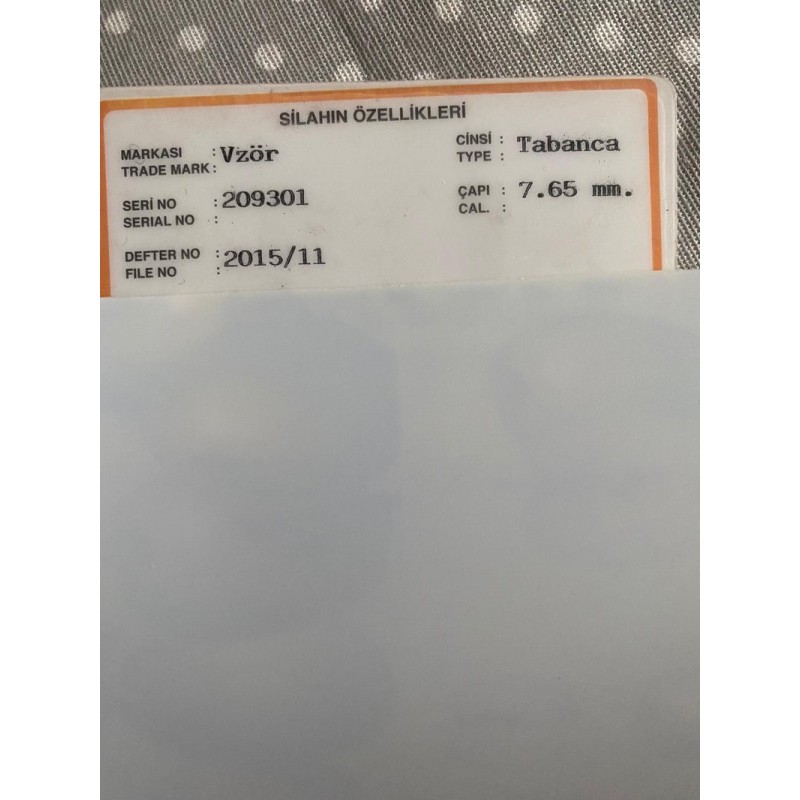 SİLAHIN ÖZELLİKLERİ
MARKASI : Vzör CİNSİ : Tabanca
TRADE MARK : TYPE :
SERİ NO : 209301 ÇAPI : 7.65 mm.
SERIAL NO : CAL. :
DEFTER NO : 2015/11
FILE NO :